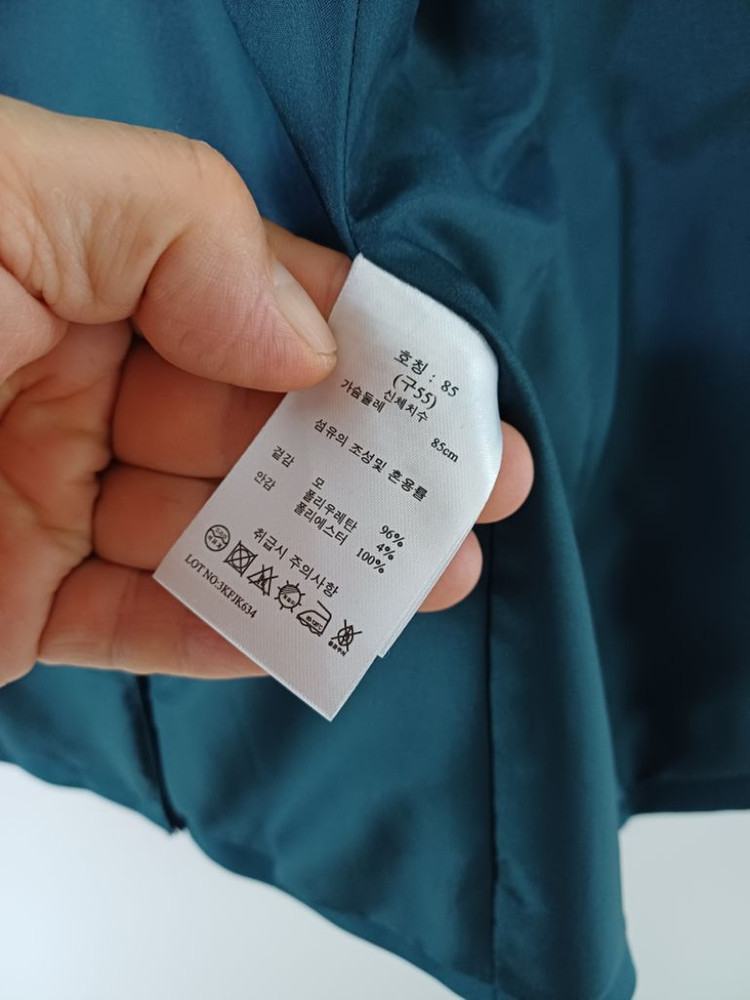 호칭 : 85
(구55)
신체치수
가슴둘레 85cm
섬유의 조성및 혼용률
겉감 모 96%
폴리우레탄 4%
안감 폴리에스터 100%
취급시 주의사항
LOT NO:3KPJK634